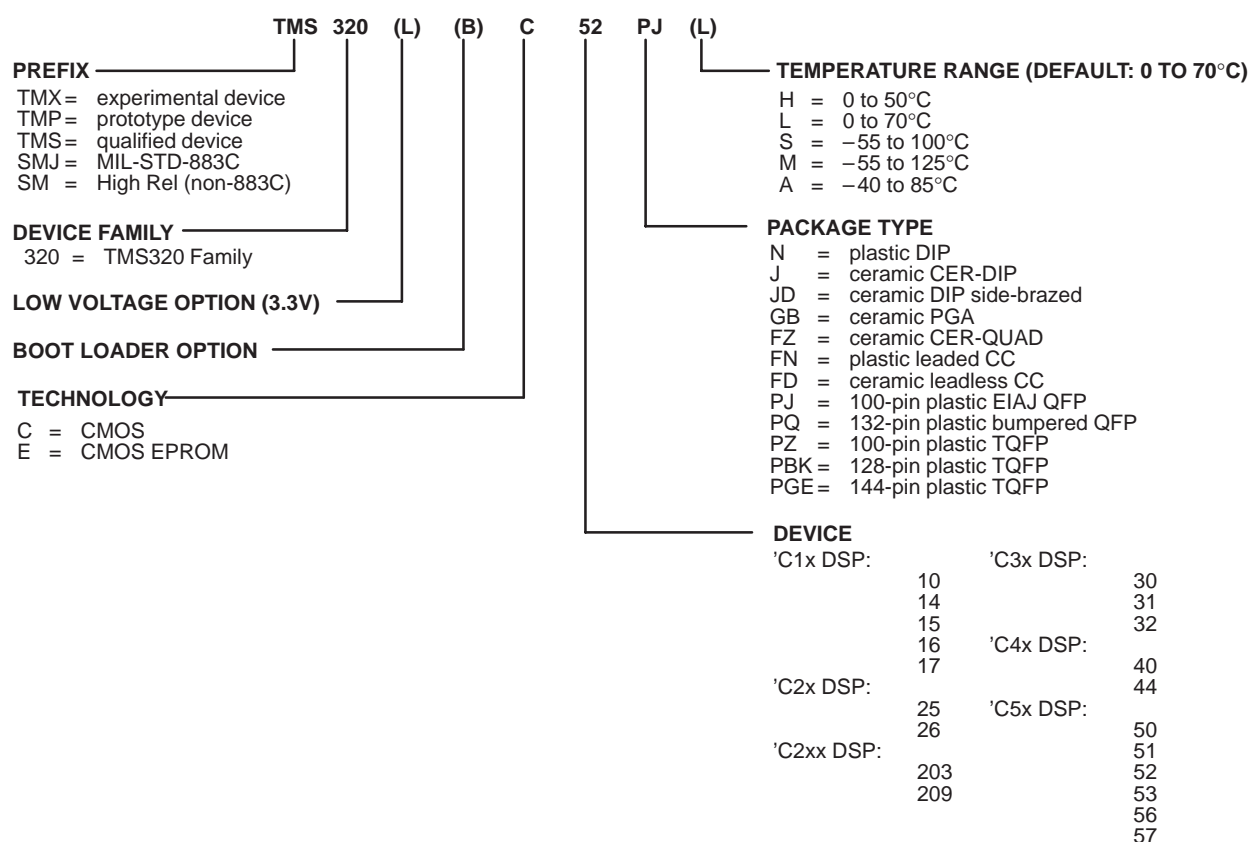 TMS 320 (L) (B) C 52 PJ (L)
PREFIX
TMX = experimental device
TMP = prototype device
TMS = qualified device
SMJ = MIL-STD-883C
SM = High Rel (non-883C)
DEVICE FAMILY
320 = TMS320 Family
LOW VOLTAGE OPTION (3.3V)
BOOT LOADER OPTION
TECHNOLOGY
C = CMOS
E = CMOS EPROM
TEMPERATURE RANGE (DEFAULT: 0 TO 70°C)
H = 0 to 50°C
L = 0 to 70°C
S = –55 to 100°C
M = –55 to 125°C
A = –40 to 85°C
PACKAGE TYPE
N = plastic DIP
J = ceramic CER-DIP
JD = ceramic DIP side-brazed
GB = ceramic PGA
FZ = ceramic CER-QUAD
FN = plastic leaded CC
FD = ceramic leadless CC
PJ = 100-pin plastic EIAJ QFP
PQ = 132-pin plastic bumpered QFP
PZ = 100-pin plastic TQFP
PBK = 128-pin plastic TQFP
PGE = 144-pin plastic TQFP
DEVICE
’C1x DSP:
10
14
15
16
17
’C2x DSP:
25
26
’C2xx DSP:
203
209
’C3x DSP:
30
31
32
’C4x DSP:
40
44
’C5x DSP:
50
51
52
53
56
57